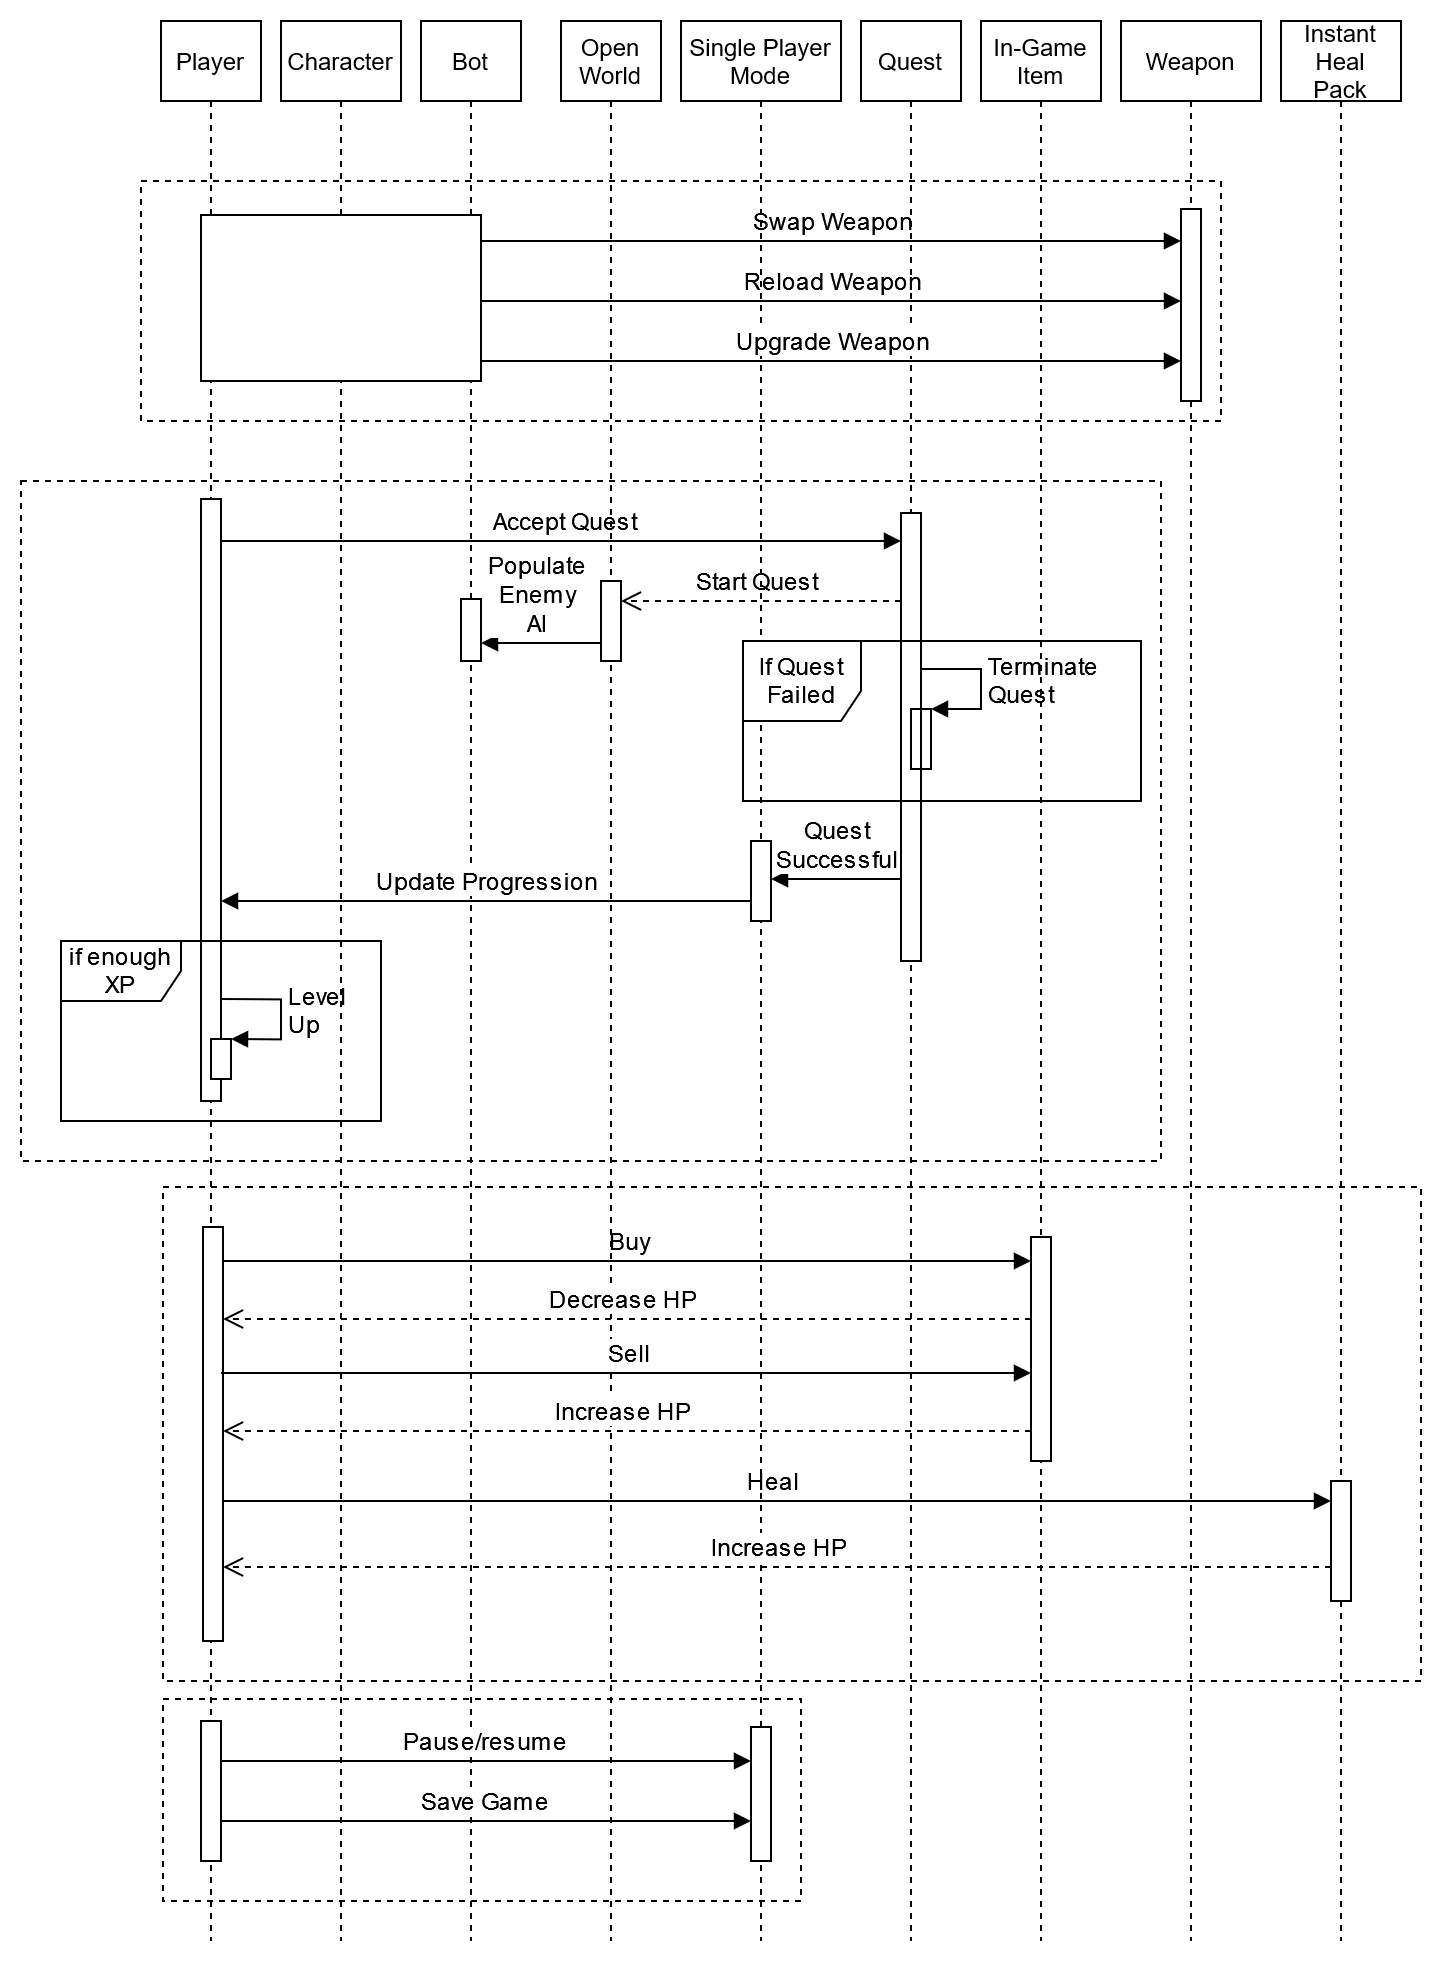 Player
Character
Bot
Open
World
Single Player
Mode
Quest
In-Game
Item
Weapon
Instant
Heal
Pack
Swap Weapon
Reload Weapon
Upgrade Weapon
Accept Quest
Populate
Enemy
AI
Start Quest
If Quest
Failed
Terminate
Quest
Quest
Successful
Update Progression
if enough
XP
Level
Up
Buy
Decrease HP
Sell
Increase HP
Heal
Increase HP
Pause/resume
Save Game